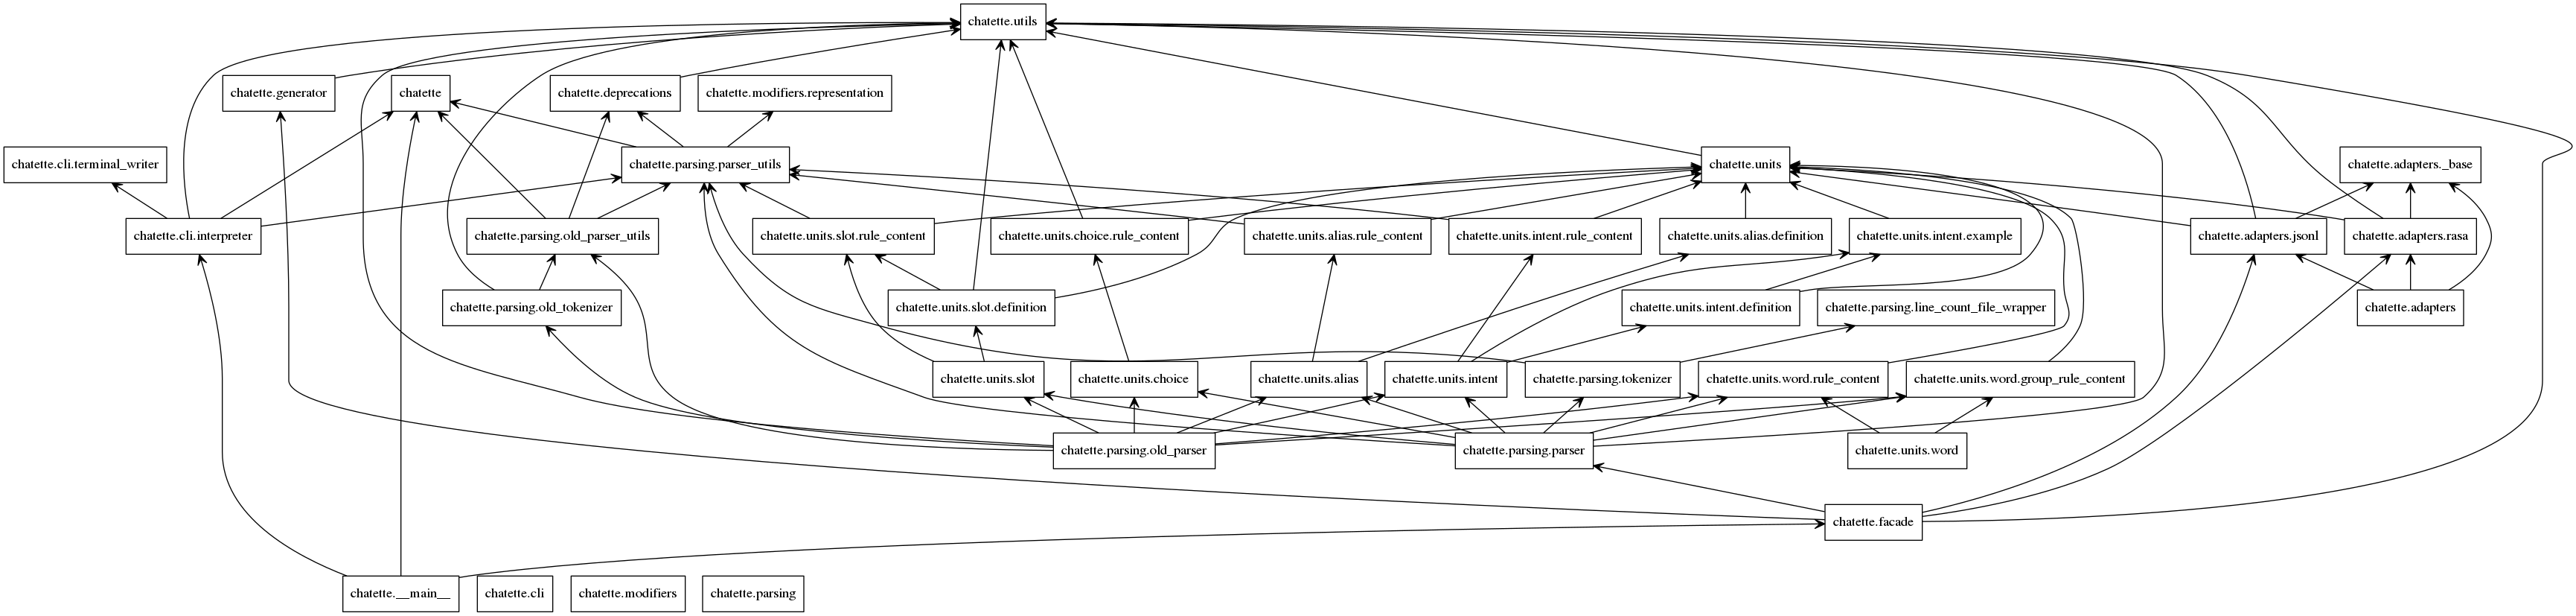 chatette.utils
chatette.generator
chatette
chatette.deprecations
chatette.modifiers.representation
chatette.cli.terminal_writer
chatette.parsing.parser_utils
chatette.units
chatette.adapters._base
chatette.cli.interpreter
chatette.parsing.old_parser_utils
chatette.units.slot.rule_content
chatette.units.choice.rule_content
chatette.units.alias.rule_content
chatette.units.intent.rule_content
chatette.units.alias.definition
chatette.units.intent.example
chatette.adapters.jsonl
chatette.adapters.rasa
chatette.parsing.old_tokenizer
chatette.units.slot.definition
chatette.units.intent.definition
chatette.parsing.line_count_file_wrapper
chatette.adapters
chatette.units.slot
chatette.units.choice
chatette.units.alias
chatette.units.intent
chatette.parsing.tokenizer
chatette.units.word.rule_content
chatette.units.word.group_rule_content
chatette.parsing.old_parser
chatette.parsing.parser
chatette.units.word
chatette.facade
chatette.__main__
chatette.cli
chatette.modifiers
chatette.parsing